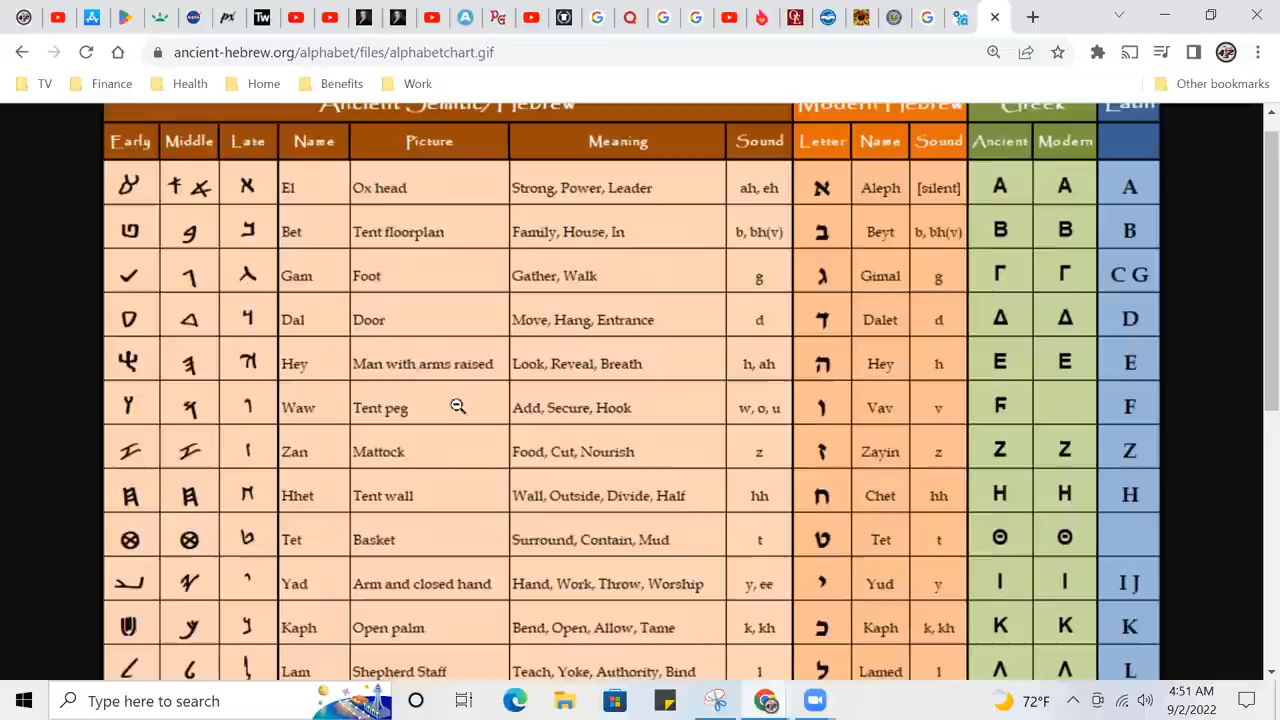 ancient-hebrew.org/alphabet/files/alphabetchart.gif
TV Finance Health Home Benefits Work Other bookmarks
Ancient Semitic/Hebrew Modern Hebrew Greek Latin
Early Middle Late Name Picture Meaning Sound Letter Name Sound Ancient Modern
El Ox head Strong, Power, Leader ah, eh א Aleph [silent] Α Α A
Bet Tent floorplan Family, House, In b, bh(v) ב Beyt b, bh(v) Β Β B
Gam Foot Gather, Walk g ג Gimal g Γ Γ C G
Dal Door Move, Hang, Entrance d ד Dalet d Δ Δ D
Hey Man with arms raised Look, Reveal, Breath h, ah ה Hey h Ε Ε E
Waw Tent peg Add, Secure, Hook w, o, u ו Vav v F F
Zan Mattock Food, Cut, Nourish z ז Zayin z Ζ Ζ Z
Hhet Tent wall Wall, Outside, Divide, Half hh ח Chet hh Η Η H
Tet Basket Surround, Contain, Mud t ט Tet t Θ Θ
Yad Arm and closed hand Hand, Work, Throw, Worship y, ee י Yud y Ι Ι I J
Kaph Open palm Bend, Open, Allow, Tame k, kh כ Kaph k, kh Κ Κ K
Lam Shepherd Staff Teach, Yoke, Authority, Bind l ל Lamed l Λ Λ L
Type here to search 72°F 4:51 AM
9/2/2022